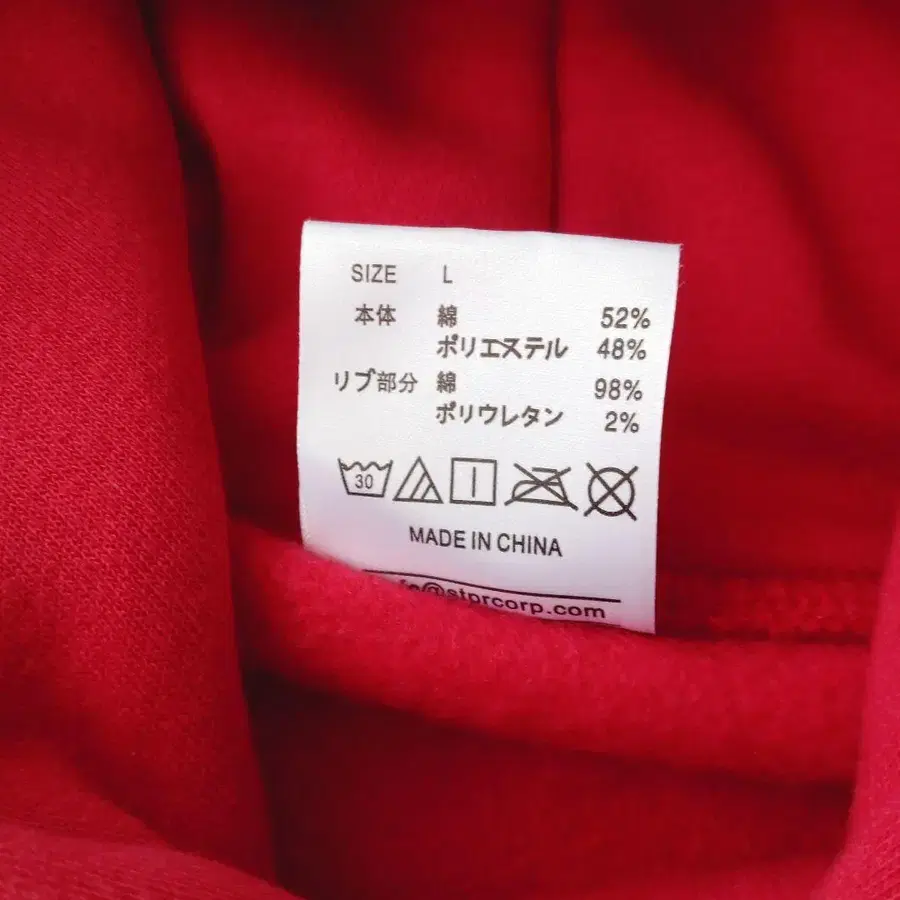 SIZE L
本体 綿 52%
ポリエステル 48%
リブ部分 綿 98%
ポリウレタン 2%
30
MADE IN CHINA
@stprcorp.com